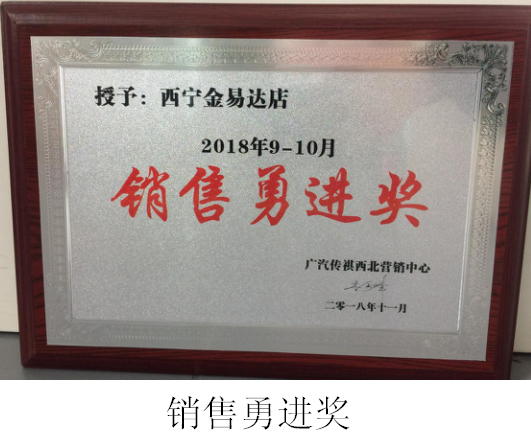 授予：西宁金易达店
2018年9-10月
销售勇进奖
广汽传祺西北营销中心
二零一八年十一月
销售勇进奖